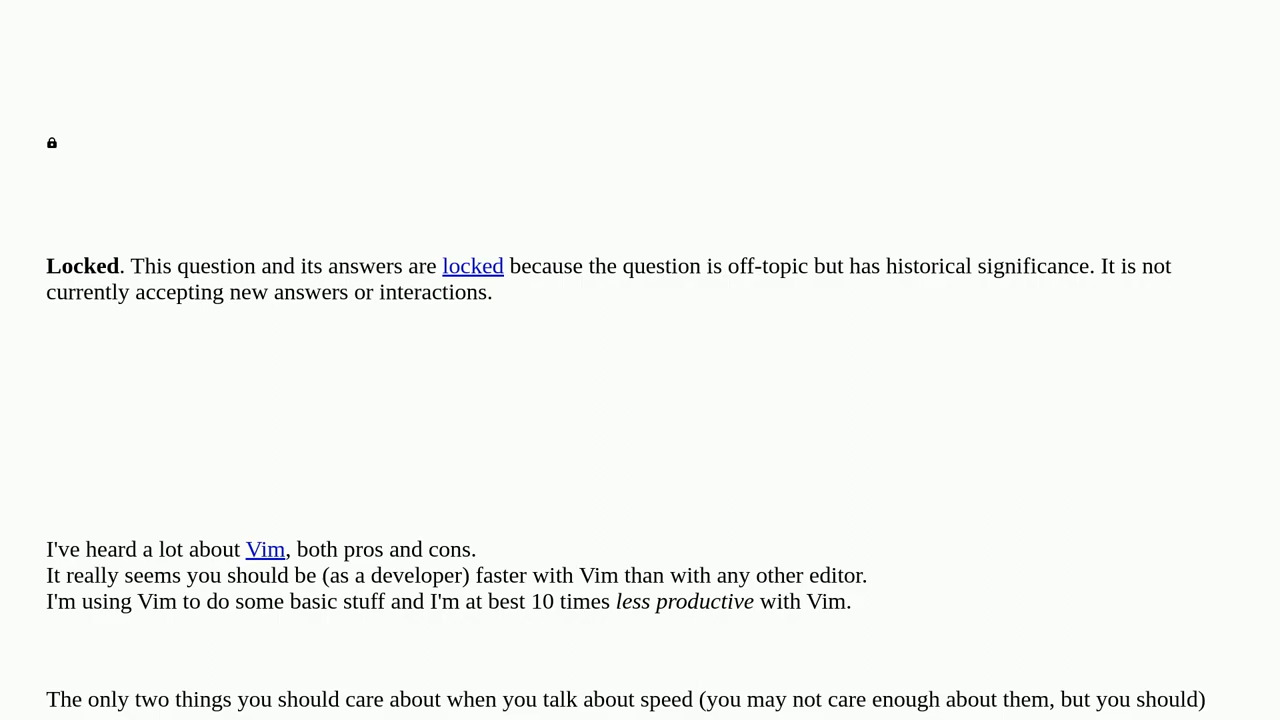 Locked. This question and its answers are locked because the question is off-topic but has historical significance. It is not
currently accepting new answers or interactions.
I've heard a lot about Vim, both pros and cons.
It really seems you should be (as a developer) faster with Vim than with any other editor.
I'm using Vim to do some basic stuff and I'm at best 10 times less productive with Vim.
The only two things you should care about when you talk about speed (you may not care enough about them, but you should)